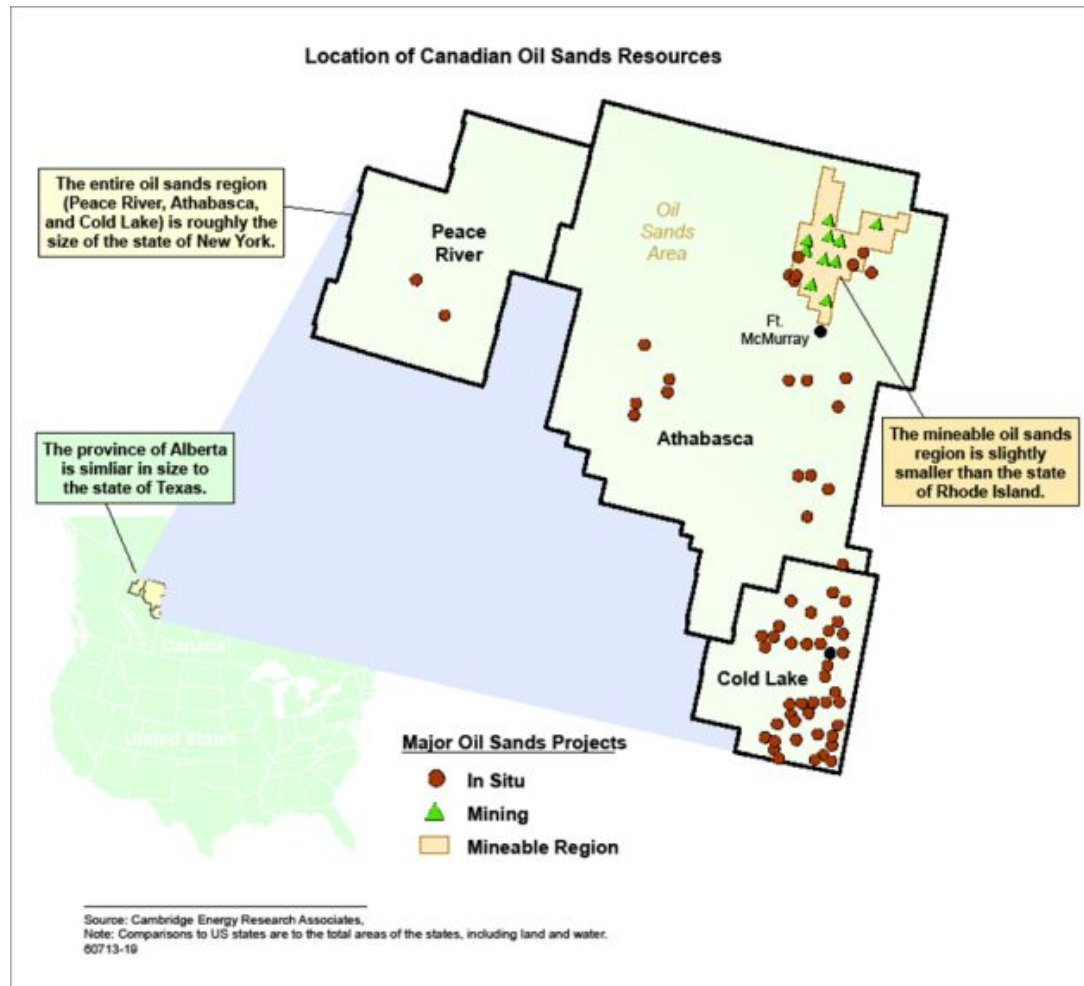 Location of Canadian Oil Sands Resources
The entire oil sands region
(Peace River, Athabasca,
and Cold Lake) is roughly the
size of the state of New York.
Peace
River
Oil
Sands
Area
Ft.
McMurray
Athabasca
The mineable oil sands
region is slightly
smaller than the state
of Rhode Island.
The province of Alberta
is simliar in size to
the state of Texas.
Canada
United States
Cold Lake
Major Oil Sands Projects
In Situ
Mining
Mineable Region
Source: Cambridge Energy Research Associates,
Note: Comparisons to US states are to the total areas of the states, including land and water.
60713-19